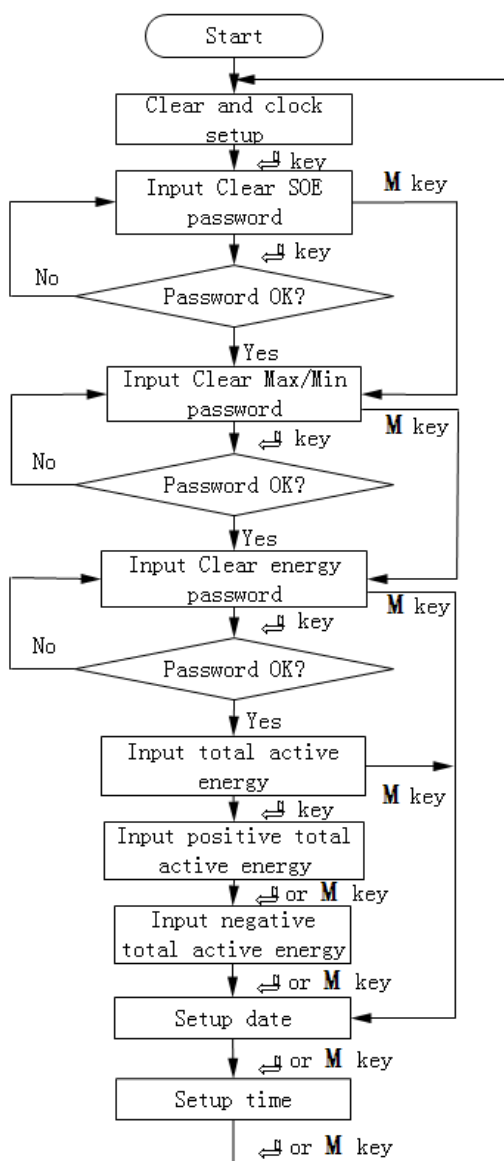 Start
Clear and clock
setup
↵ key
Input Clear SOE
password
M key
↵ key
No
Password OK?
Yes
Input Clear Max/Min
password
M key
↵ key
No
Password OK?
Yes
Input Clear energy
password
M key
↵ key
No
Password OK?
Yes
Input total active
energy
M key
↵ key
Input positive total
active energy
↵ or M key
Input negative
total active energy
↵ or M key
Setup date
↵ or M key
Setup time
↵ or M key